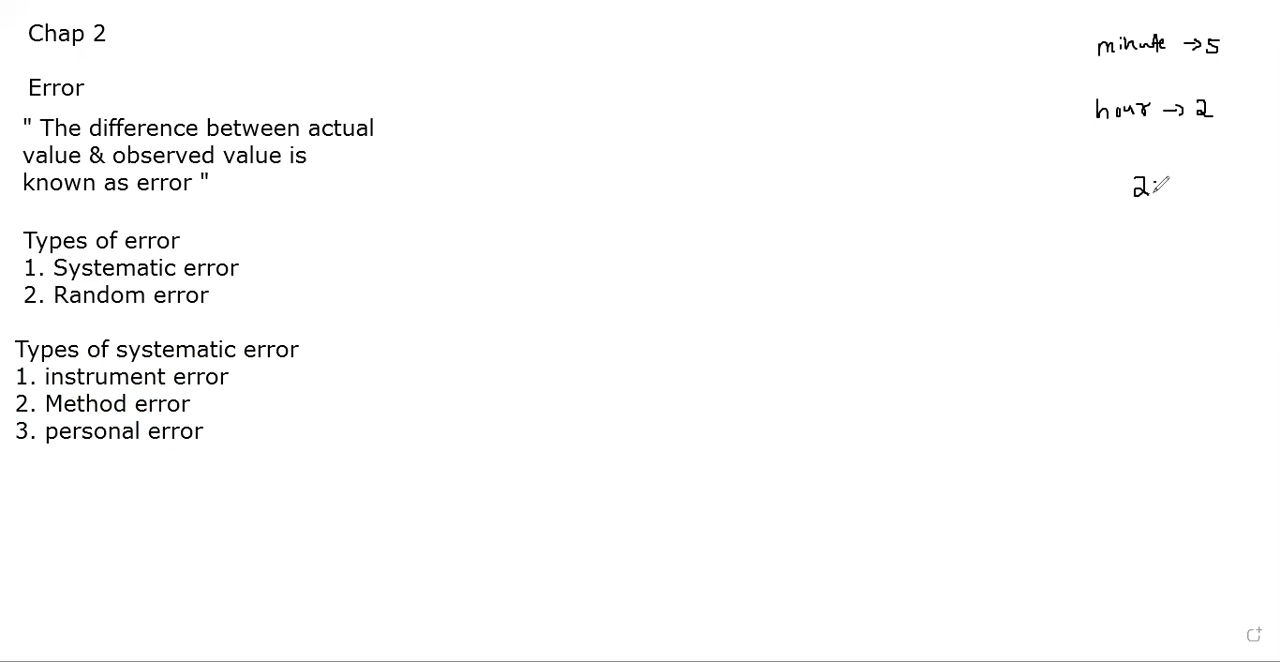 Chap 2
Error
" The difference between actual
value & observed value is
known as error "
Types of error
1. Systematic error
2. Random error
Types of systematic error
1. instrument error
2. Method error
3. personal error
minute → 5
hour → 2
2: